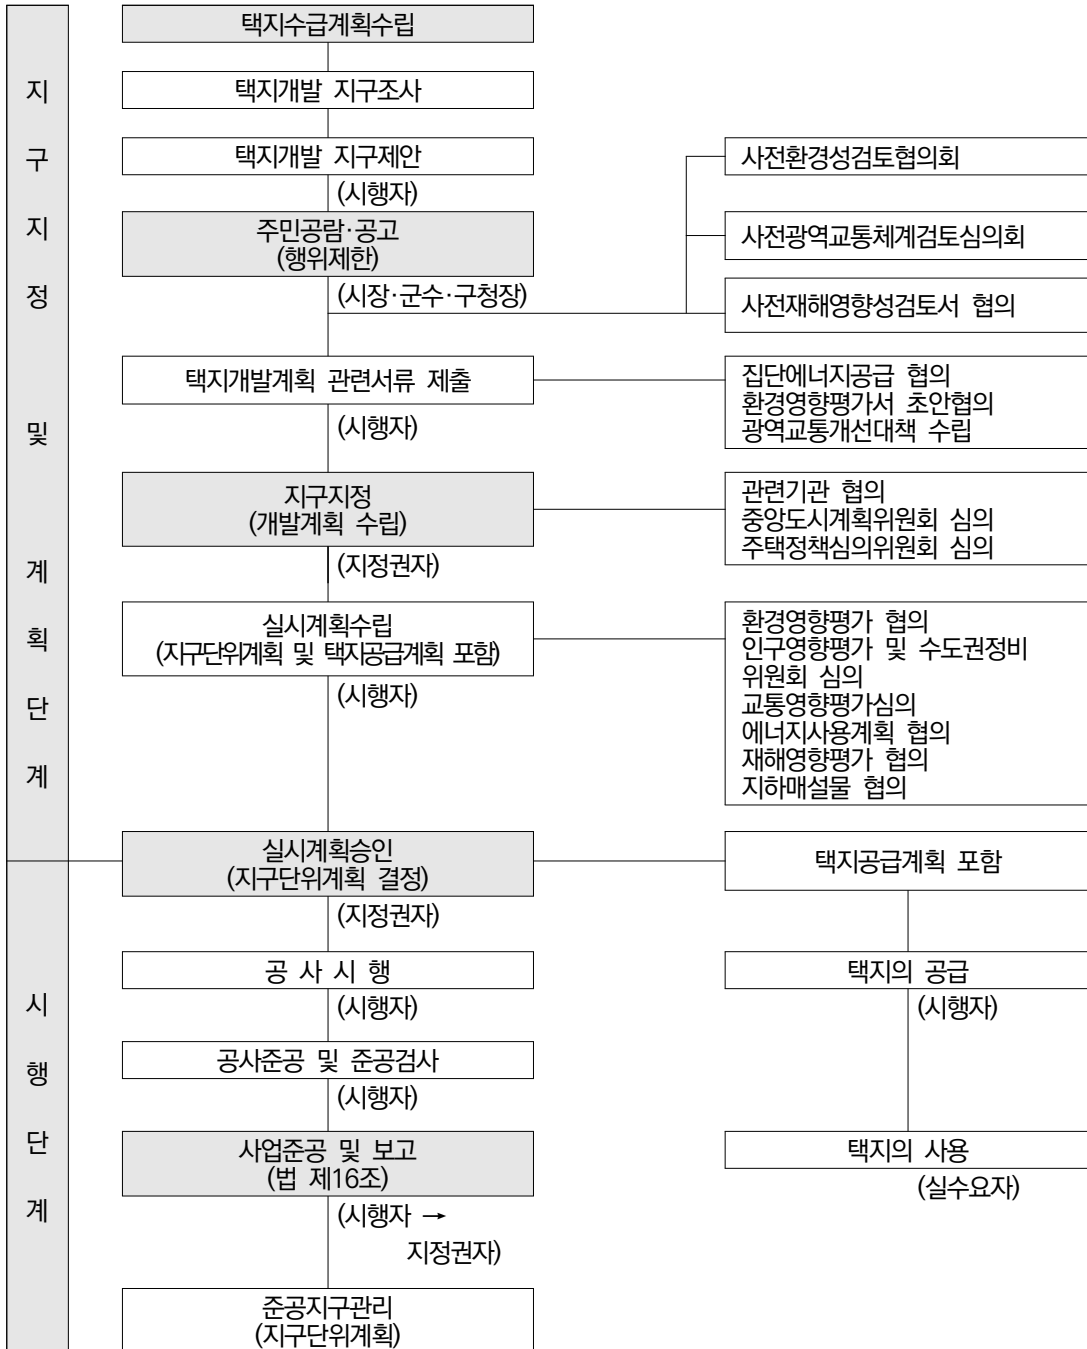 지구지정 및 계획단계
택지수급계획수립
택지개발 지구조사
택지개발 지구제안
(시행자)
사전환경성검토협의회
주민공람·공고
(행위제한)
사전광역교통체계검토심의회
(시장·군수·구청장)
사전재해영향성검토서 협의
택지개발계획 관련서류 제출
(시행자)
집단에너지공급 협의
환경영향평가서 초안협의
광역교통개선대책 수립
지구지정
(개발계획 수립)
(지정권자)
관련기관 협의
중앙도시계획위원회 심의
주택정책심의위원회 심의
실시계획수립
(지구단위계획 및 택지공급계획 포함)
(시행자)
환경영향평가 협의
인구영향평가 및 수도권정비
위원회 심의
교통영향평가심의
에너지사용계획 협의
재해영향평가 협의
지하매설물 협의
시행단계
실시계획승인
(지구단위계획 결정)
(지정권자)
택지공급계획 포함
공 사 시 행
(시행자)
택지의 공급
(시행자)
공사준공 및 준공검사
(시행자)
사업준공 및 보고
(법 제16조)
(시행자 →
지정권자)
택지의 사용
(실수요자)
준공지구관리
(지구단위계획)